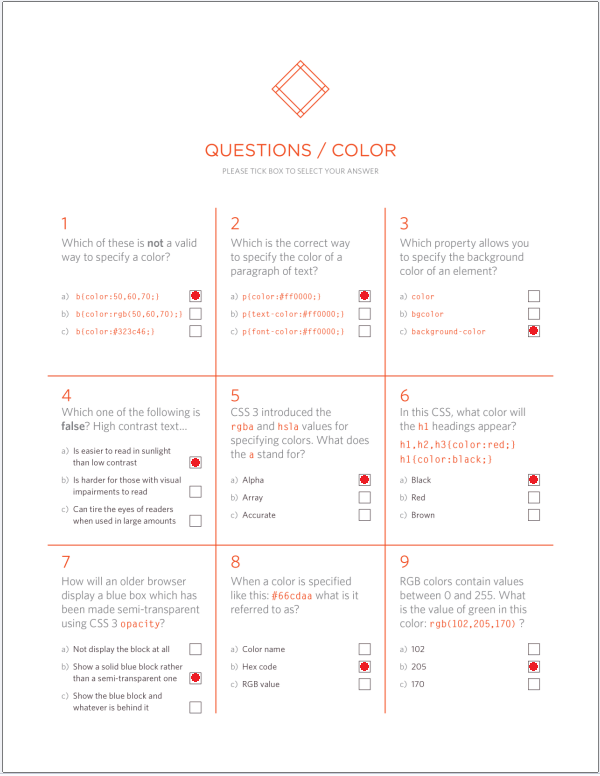 QUESTIONS / COLOR
PLEASE TICK BOX TO SELECT YOUR ANSWER
1
Which of these is not a valid
way to specify a color?
a) b{color:50,60,70;}
b) b{color:rgb(50,60,70);}
c) b{color:#323c46;}
2
Which is the correct way
to specify the color of a
paragraph of text?
a) p{color:#ff0000;}
b) p{text-color:#ff0000;}
c) p{font-color:#ff0000;}
3
Which property allows you
to specify the background
color of an element?
a) color
b) bgcolor
c) background-color
4
Which one of the following is
false? High contrast text...
a) Is easier to read in sunlight
than low contrast
b) Is harder for those with visual
impairments to read
c) Can tire the eyes of readers
when used in large amounts
5
CSS 3 introduced the
rgba and hsla values for
specifying colors. What does
the a stand for?
a) Alpha
b) Array
c) Accurate
6
In this CSS, what color will
the h1 headings appear?
h1,h2,h3{color:red;}
h1{color:black;}
a) Black
b) Red
c) Brown
7
How will an older browser
display a blue box which has
been made semi-transparent
using CSS 3 opacity?
a) Not display the block at all
b) Show a solid blue block rather
than a semi-transparent one
c) Show the blue block and
whatever is behind it
8
When a color is specified
like this: #66cdaa what is it
referred to as?
a) Color name
b) Hex code
c) RGB value
9
RGB colors contain values
between 0 and 255. What
is the value of green in this
color: rgb(102,205,170) ?
a) 102
b) 205
c) 170